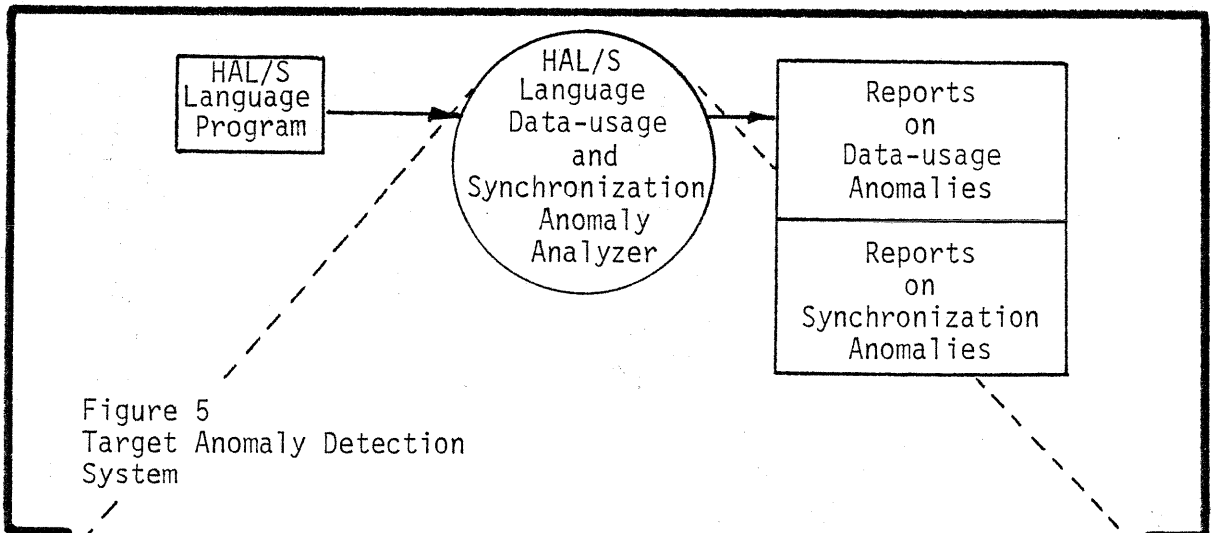 HAL/S
Language
Program
HAL/S
Language
Data-usage
and
Synchronization
Anomaly
Analyzer
Reports
on
Data-usage
Anomalies
Reports
on
Synchronization
Anomalies
Figure 5
Target Anomaly Detection
System